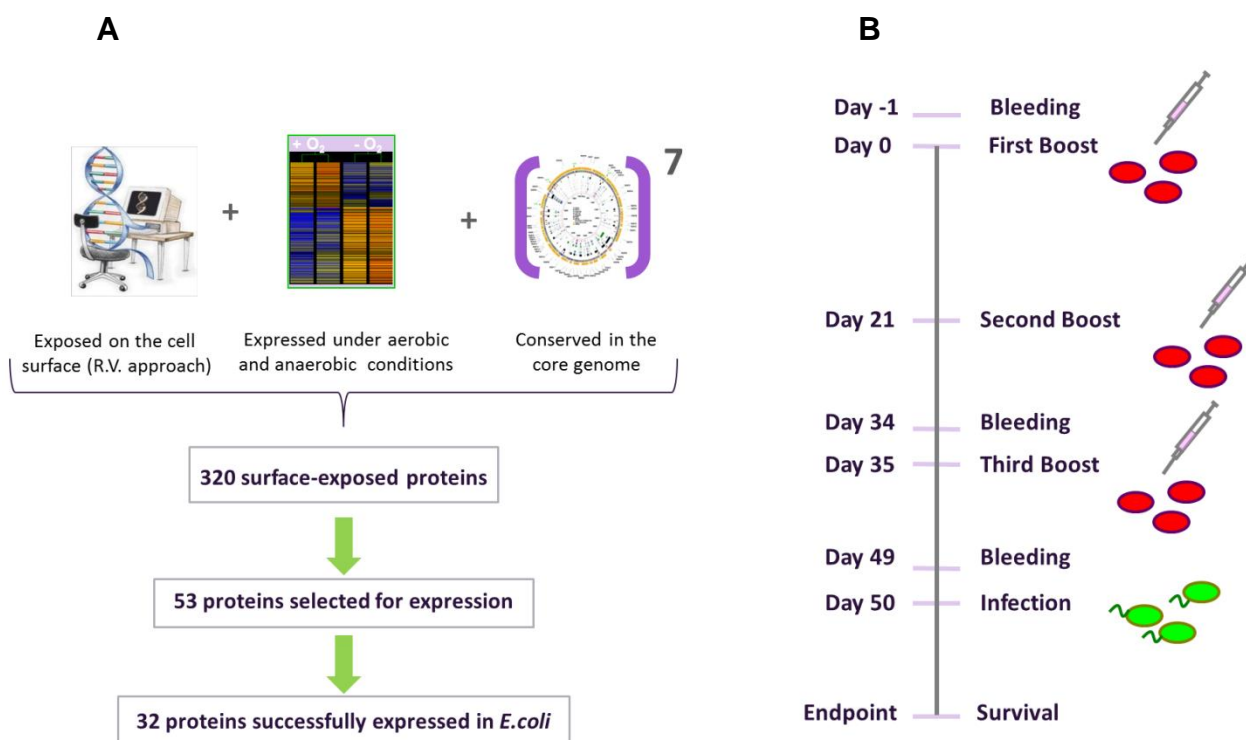 A
+ O2 - O2
7
+
+
Exposed on the cell
surface (R.V. approach)
Expressed under aerobic
and anaerobic conditions
Conserved in the
core genome
320 surface-exposed proteins
53 proteins selected for expression
32 proteins successfully expressed in E.coli
B
Day -1 Bleeding
Day 0 First Boost
Day 21 Second Boost
Day 34 Bleeding
Day 35 Third Boost
Day 49 Bleeding
Day 50 Infection
Endpoint Survival